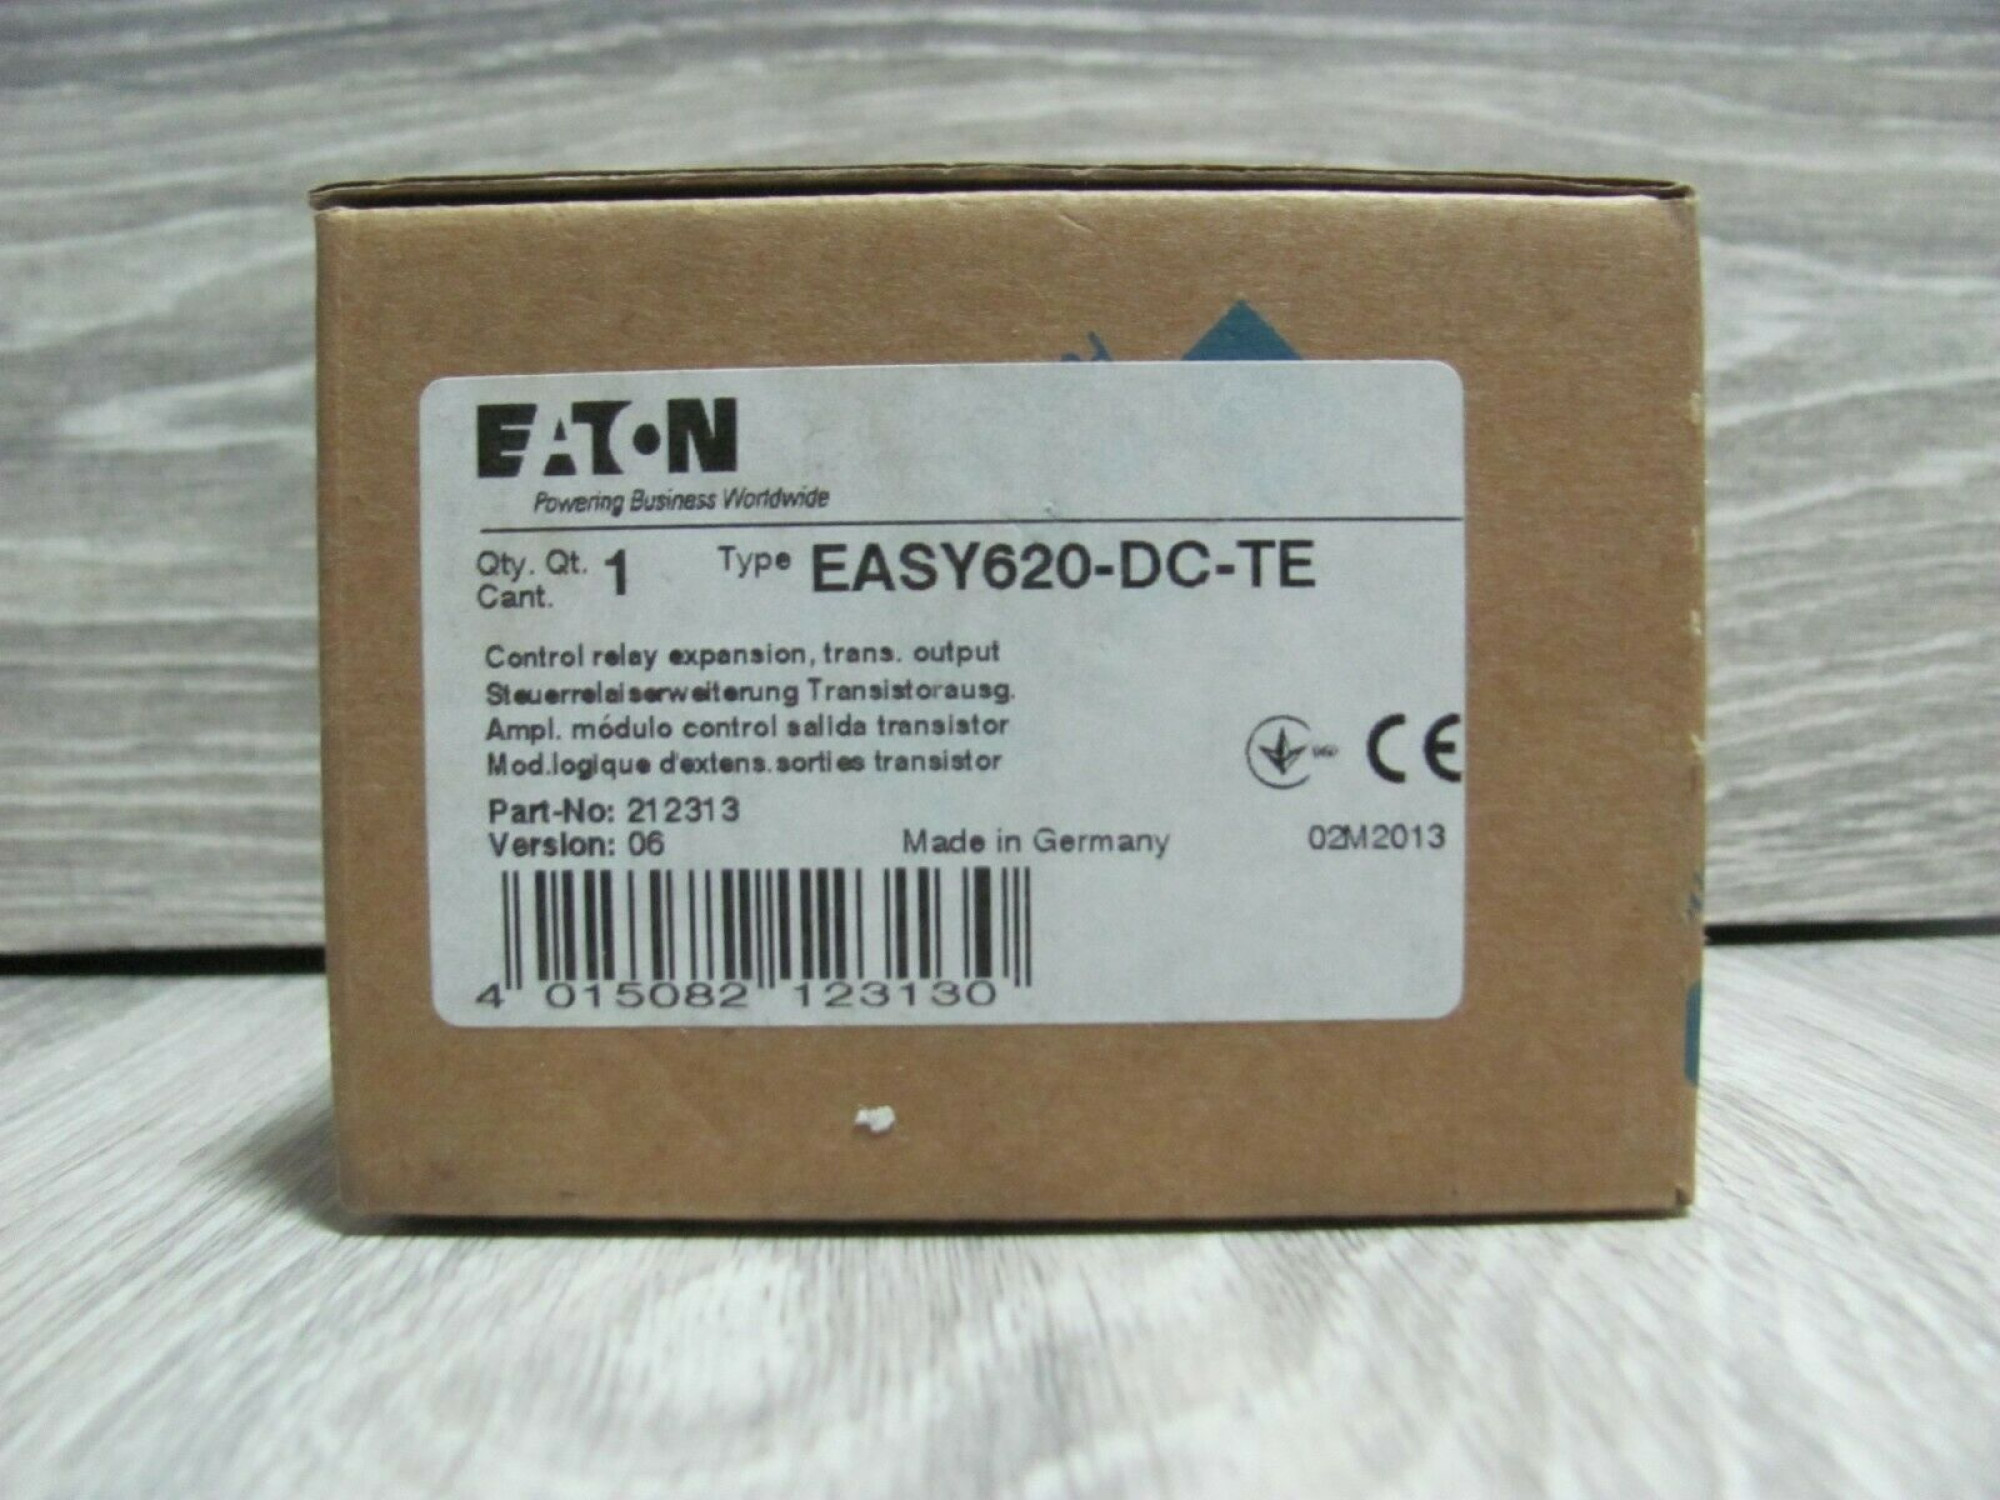 EATON
Powering Business Worldwide
Qty. Qt. 1 Type EASY620-DC-TE
Cant.
Control relay expansion, trans. output
Steuerrelaiserweiterung Transistorausg.
Ampl. módulo control salida transistor
Mod.logique d'extens.sorties transistor
CE
Part-No: 212313
Version: 06 Made in Germany 02M2013
4 015082 123130